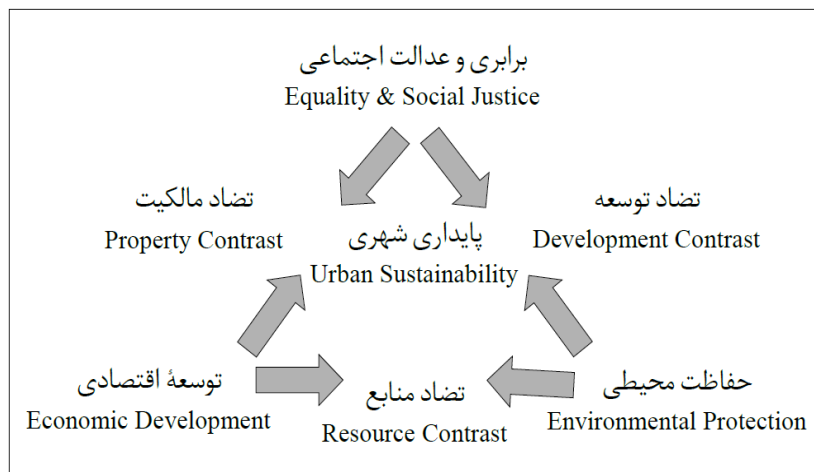 برابری و عدالت اجتماعی
Equality & Social Justice
تضاد مالکیت
Property Contrast
تضاد توسعه
Development Contrast
پایداری شهری
Urban Sustainability
توسعهٔ اقتصادی
Economic Development
تضاد منابع
Resource Contrast
حفاظت محیطی
Environmental Protection